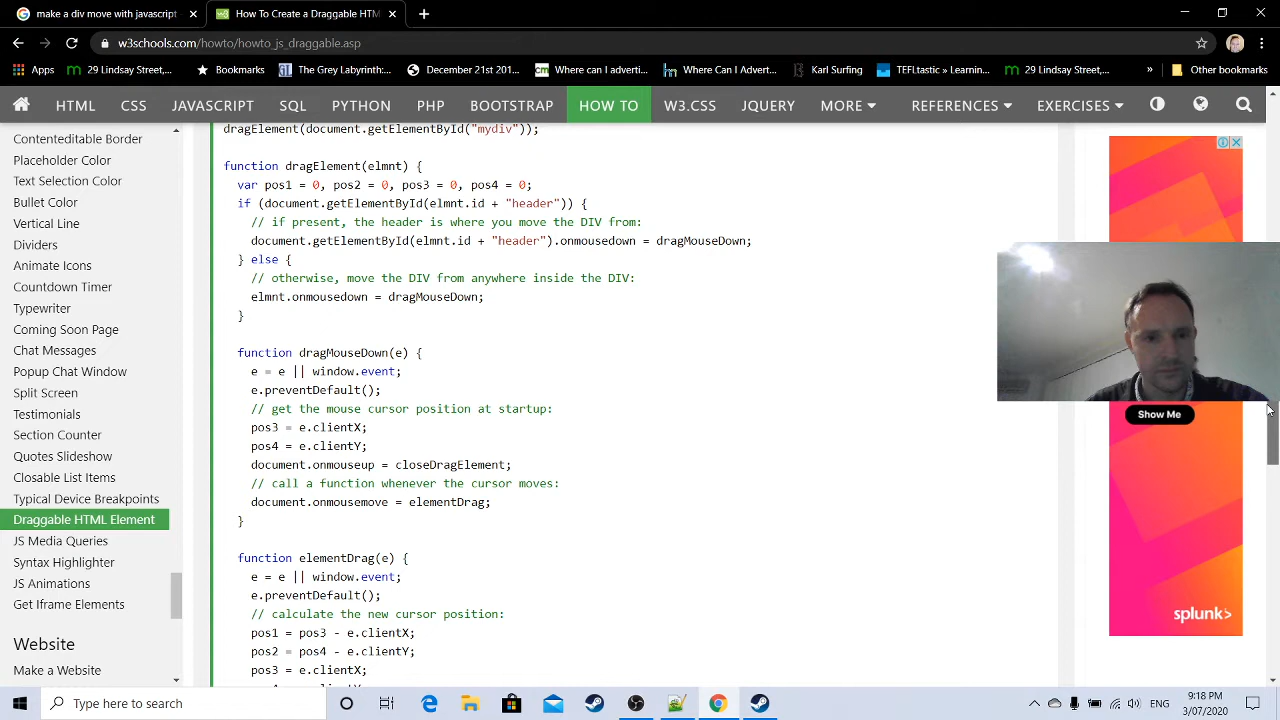 make a div move with javascript
How To Create a Draggable HTM
w3schools.com/howto/howto_js_draggable.asp
Apps
29 Lindsay Street,...
Bookmarks
The Grey Labyrinth:...
December 21st 201...
Where can i adverti...
Where Can I Advert...
Karl Surfing
TEFLtastic » Learnin...
29 Lindsay Street,...
»
Other bookmarks
HTML
CSS
JAVASCRIPT
SQL
PYTHON
PHP
BOOTSTRAP
HOW TO
W3.CSS
JQUERY
MORE
REFERENCES
EXERCISES
Contenteditable Border
Placeholder Color
Text Selection Color
Bullet Color
Vertical Line
Dividers
Animate Icons
Countdown Timer
Typewriter
Coming Soon Page
Chat Messages
Popup Chat Window
Split Screen
Testimonials
Section Counter
Quotes Slideshow
Closable List Items
Typical Device Breakpoints
Draggable HTML Element
JS Media Queries
Syntax Highlighter
JS Animations
Get Iframe Elements
Website
Make a Website
dragElement(document.getElementById("mydiv"));
function dragElement(elmnt) {
var pos1 = 0, pos2 = 0, pos3 = 0, pos4 = 0;
if (document.getElementById(elmnt.id + "header")) {
// if present, the header is where you move the DIV from:
document.getElementById(elmnt.id + "header").onmousedown = dragMouseDown;
} else {
// otherwise, move the DIV from anywhere inside the DIV:
elmnt.onmousedown = dragMouseDown;
}
function dragMouseDown(e) {
e = e || window.event;
e.preventDefault();
// get the mouse cursor position at startup:
pos3 = e.clientX;
pos4 = e.clientY;
document.onmouseup = closeDragElement;
// call a function whenever the cursor moves:
document.onmousemove = elementDrag;
}
function elementDrag(e) {
e = e || window.event;
e.preventDefault();
// calculate the new cursor position:
pos1 = pos3 - e.clientX;
pos2 = pos4 - e.clientY;
pos3 = e.clientX;
Show Me
splunk>
Type here to search
ENG
9:18 PM
3/07/2020